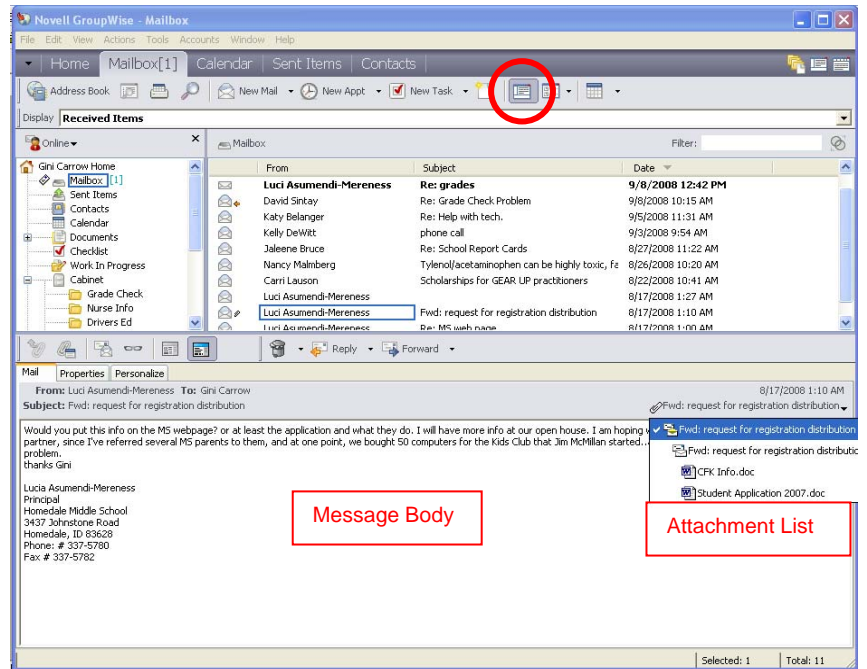 Novell GroupWise - Mailbox
File Edit View Actions Tools Accounts Window Help
Home Mailbox[1] Calendar Sent Items Contacts
Address Book New Mail New Appt New Task
Display Received Items
Online Mailbox Filter:
Gini Carrow Home
Mailbox [1]
Sent Items
Contacts
Calendar
Documents
Checklist
Work In Progress
Cabinet
Grade Check
Nurse Info
Drivers Ed
From Subject Date
Luci Asumendi-Mereness Re: grades 9/8/2008 12:42 PM
David Sintay Re: Grade Check Problem 9/8/2008 10:15 AM
Katy Belanger Re: Help with tech. 9/5/2008 11:31 AM
Kelly DeWitt phone call 9/3/2008 9:54 AM
Jaleene Bruce Re: School Report Cards 8/27/2008 11:22 AM
Nancy Malmberg Tylenol/acetaminophen can be highly toxic, fa 8/26/2008 10:20 AM
Carri Lauson Scholarships for GEAR UP practitioners 8/22/2008 10:41 AM
Luci Asumendi-Mereness 8/17/2008 1:27 AM
Luci Asumendi-Mereness Fwd: request for registration distribution 8/17/2008 1:10 AM
Luci Asumendi-Mereness Re: MS web page 8/17/2008 1:00 AM
Reply Forward
Mail Properties Personalize
From: Luci Asumendi-Mereness To: Gini Carrow 8/17/2008 1:10 AM
Subject: Fwd: request for registration distribution Fwd: request for registration distribution
Would you put this info on the MS webpage? or at least the application and what they do. I will have more info at our open house. I am hoping
partner, since I've referred several MS parents to them, and at one point, we bought 50 computers for the Kids Club that Jim McMillan started..
problem.
thanks Gini
Lucia Asumendi-Mereness
Principal
Homedale Middle School
3437 Johnstone Road
Homedale, ID 83628
Phone: # 337-5780
Fax # 337-5782
Fwd: request for registration distribution
Fwd: request for registration distributio
CFK Info.doc
Student Application 2007.doc
Message Body
Attachment List
Selected: 1 Total: 11